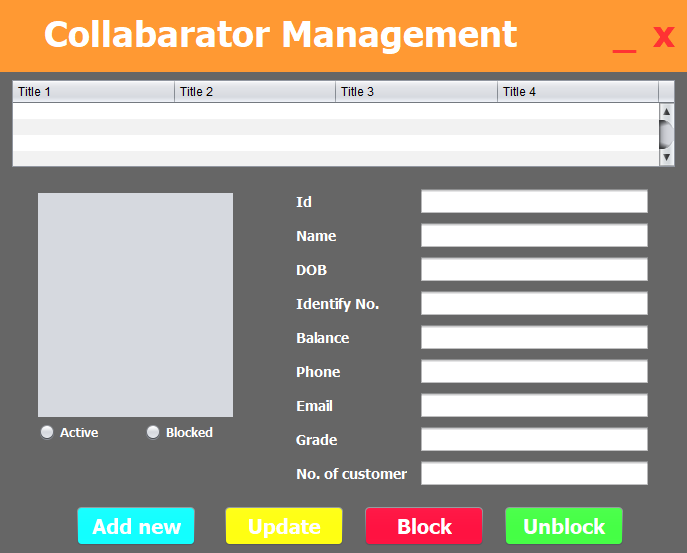 Collabarator Management _ x
Title 1 Title 2 Title 3 Title 4
Id
Name
DOB
Identify No.
Balance
Phone
Email
Grade
No. of customer
Active Blocked
Add new Update Block Unblock